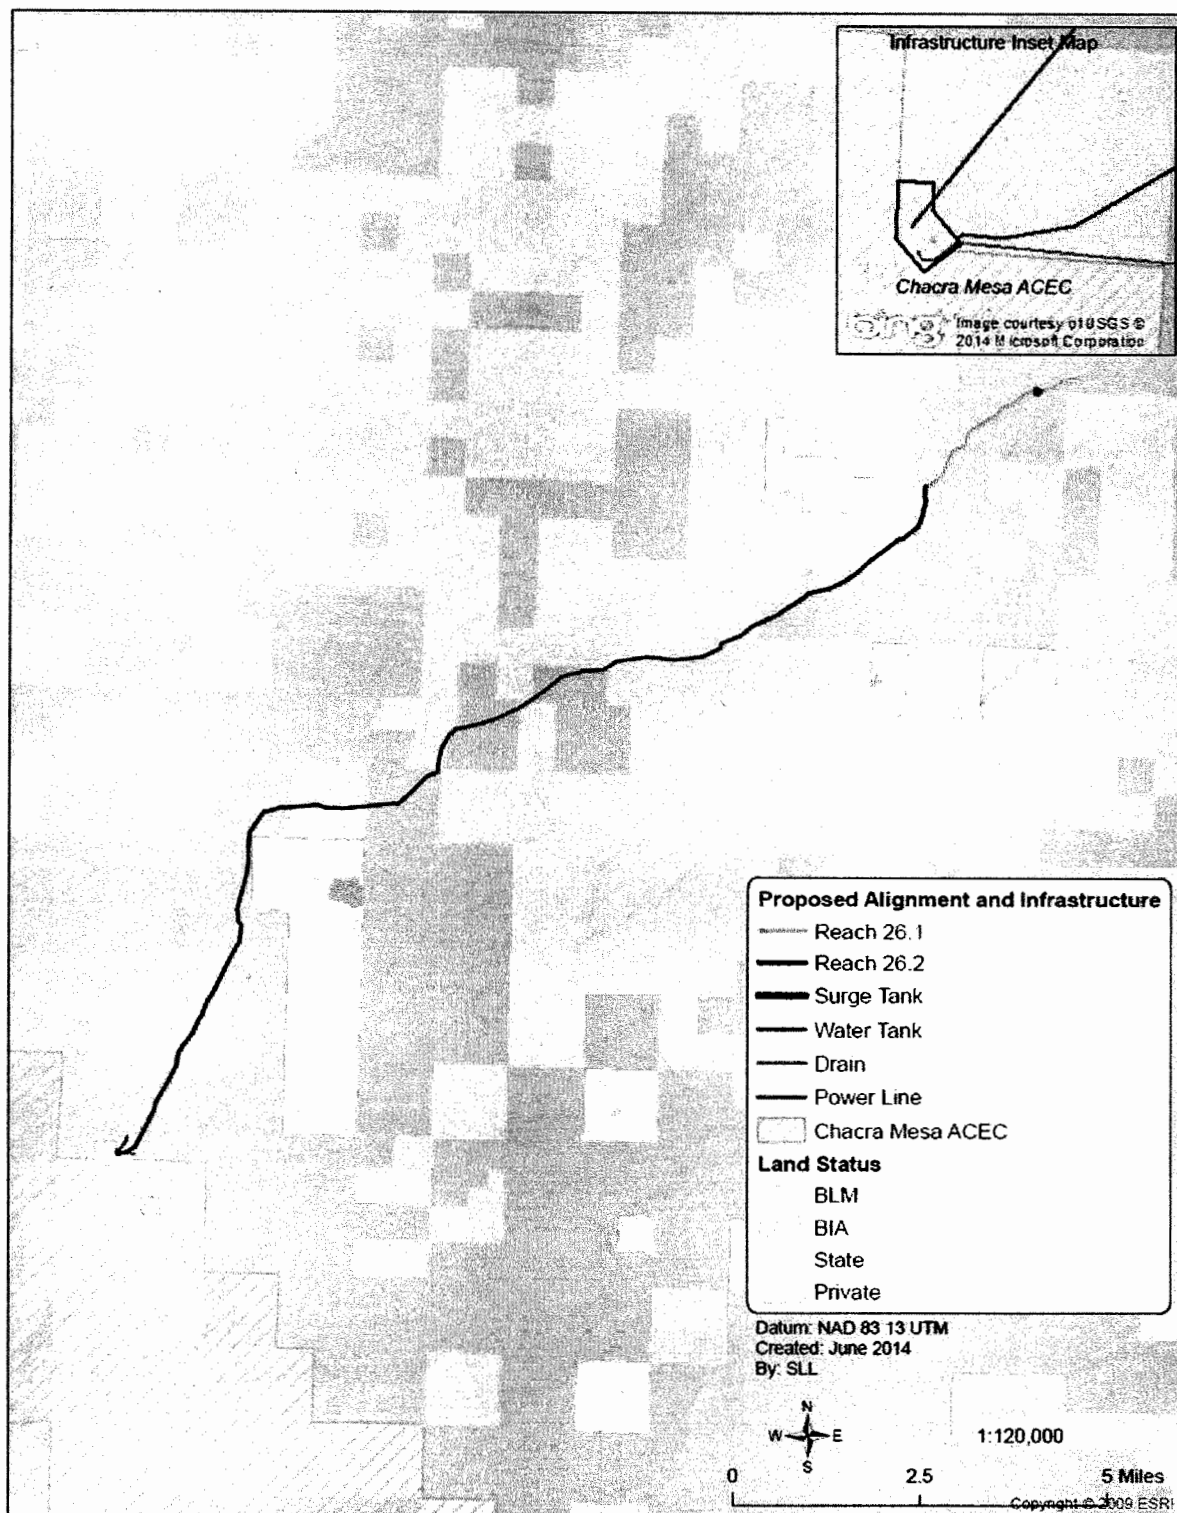 Infrastructure Inset Map
Chacra Mesa ACEC
bing
Image courtesy of USGS ©
2014 Microsoft Corporation
Proposed Alignment and Infrastructure
Reach 26.1
Reach 26.2
Surge Tank
Water Tank
Drain
Power Line
Chacra Mesa ACEC
Land Status
BLM
BIA
State
Private
Datum: NAD 83 13 UTM
Created: June 2014
By: SLL
N
W E
S
1:120,000
0 2.5 5 Miles
Copyright © 2009 ESRI